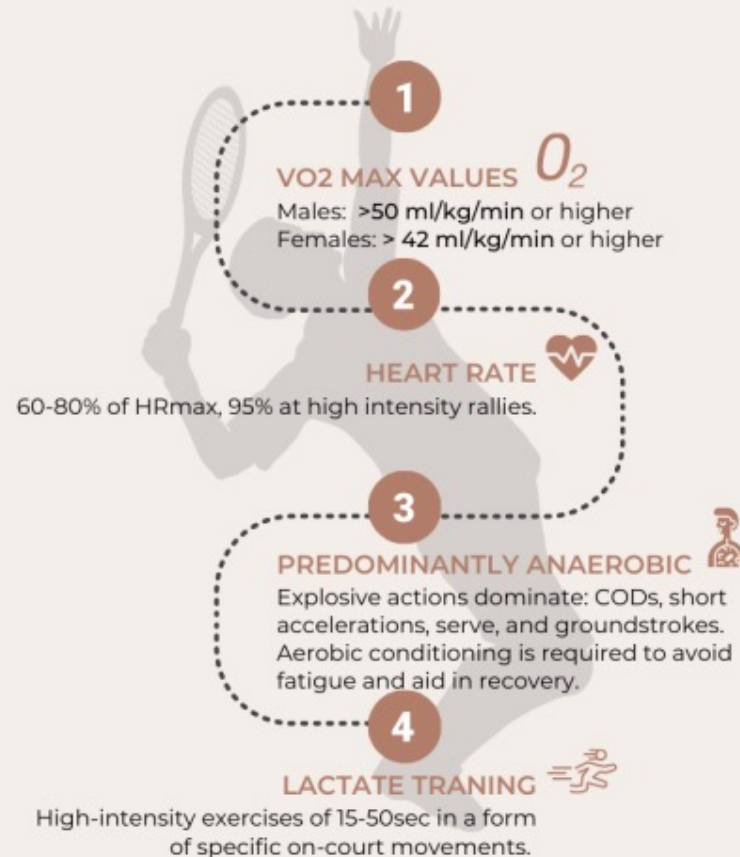 1
VO2 MAX VALUES O2
Males: >50 ml/kg/min or higher
Females: > 42 ml/kg/min or higher
2
HEART RATE
60-80% of HRmax, 95% at high intensity rallies.
3
PREDOMINANTLY ANAEROBIC
Explosive actions dominate: CODs, short
accelerations, serve, and groundstrokes.
Aerobic conditioning is required to avoid
fatigue and aid in recovery.
4
LACTATE TRANING
High-intensity exercises of 15-50sec in a form
of specific on-court movements.